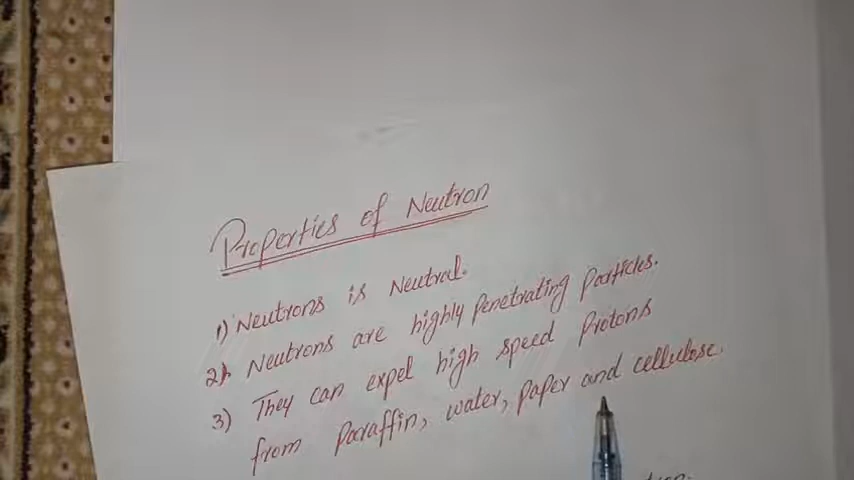 Properties of Neutron
1) Neutrons is Neutral.
2) Neutrons are highly Penetrating Particles.
3) They can expel high speed Protons
from Paraffin, water, paper and cellulose.